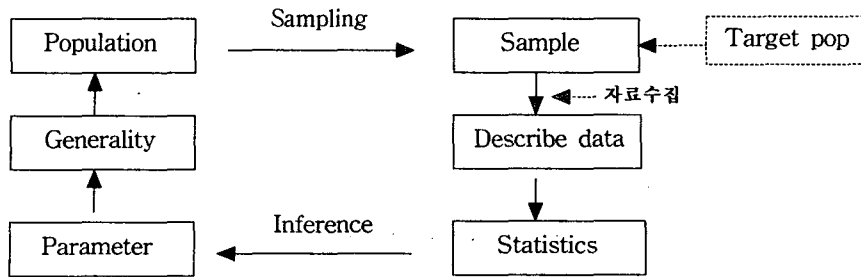 Sampling
Population
Sample
Target pop
자료수집
Generality
Describe data
Inference
Parameter
Statistics